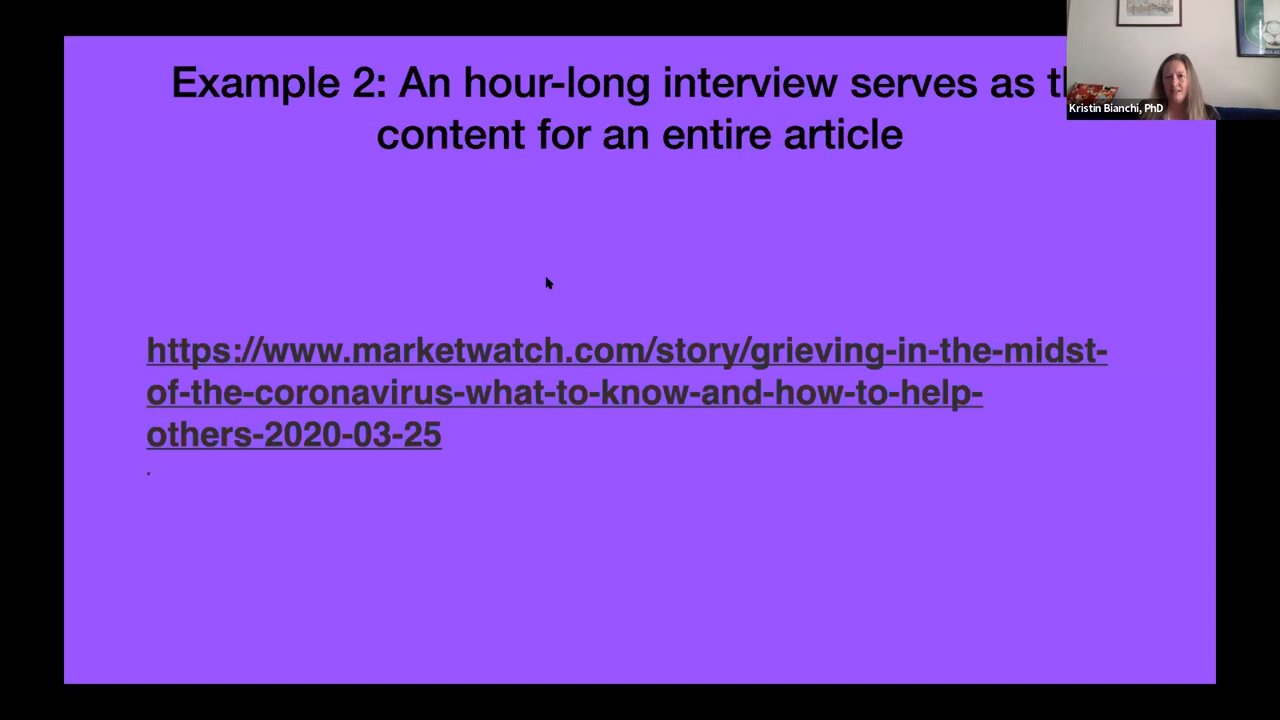 Example 2: An hour-long interview serves as
content for an entire article
Kristin Bianchi, PhD
https://www.marketwatch.com/story/grieving-in-the-midst-
of-the-coronavirus-what-to-know-and-how-to-help-
others-2020-03-25
.